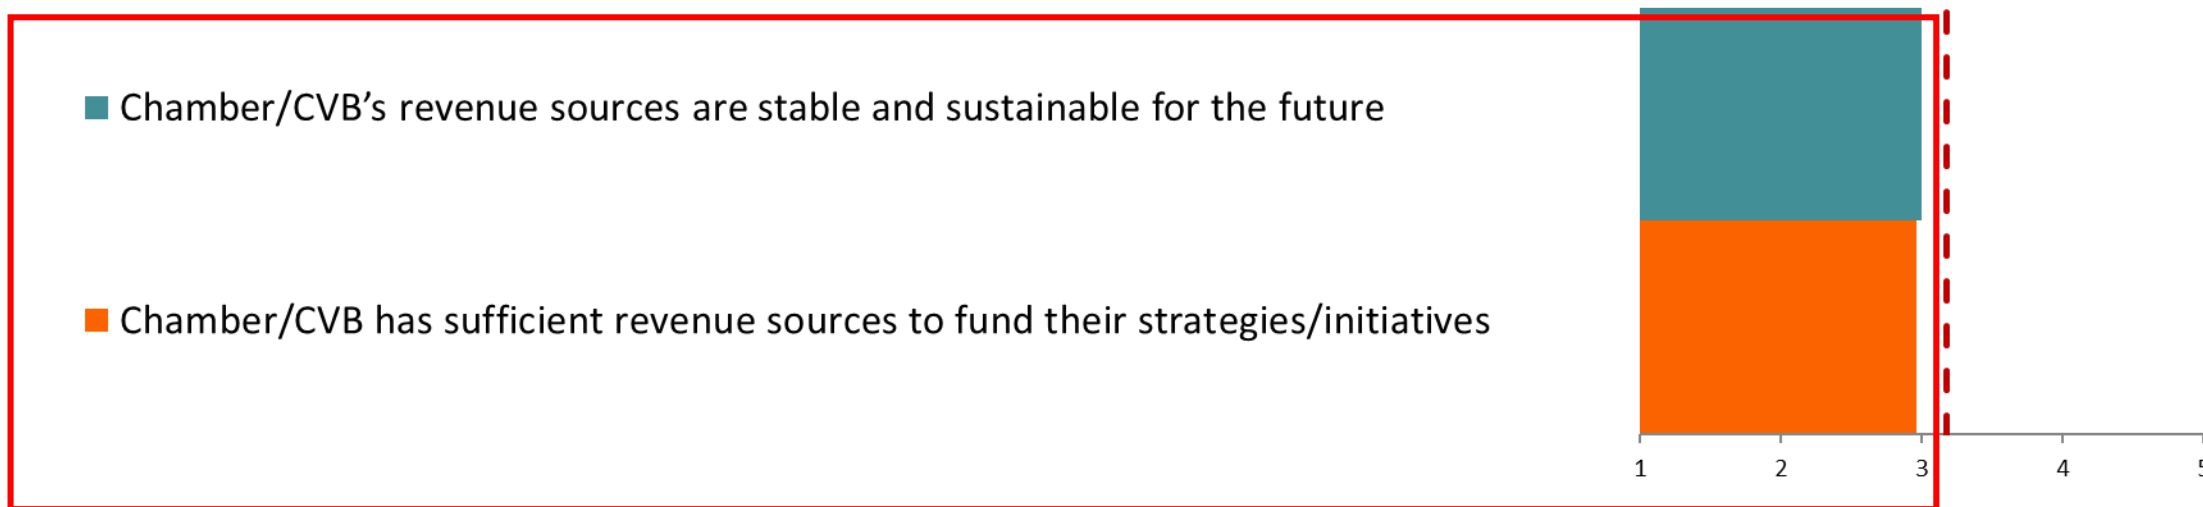 Chamber/CVB’s revenue sources are stable and sustainable for the future
Chamber/CVB has sufficient revenue sources to fund their strategies/initiatives
1 2 3 4 5